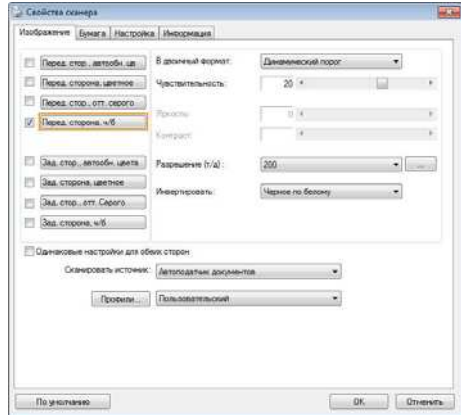 Свойства сканера
Изображение Бумага Настройка Информация
Перед. стор., автообн. цв
Перед. сторона, цветное
Перед. стор., отт. серого
Перед. сторона, ч/б
Зад. стор., автообн. цвета
Зад. сторона, цветное
Зад. стор., отт. Серого
Зад. сторона, ч/б
В двоичный формат: Динамический порог
Чувствительность: 20
Яркость: 0
Контраст:
Разрешение (т/д) : 200 ...
Инвертировать: Черное по белому
Одинаковые настройки для обеих сторон
Сканировать источник: Автоподатчик документов
Профили... Пользовательский
По умолчанию OK Отменить